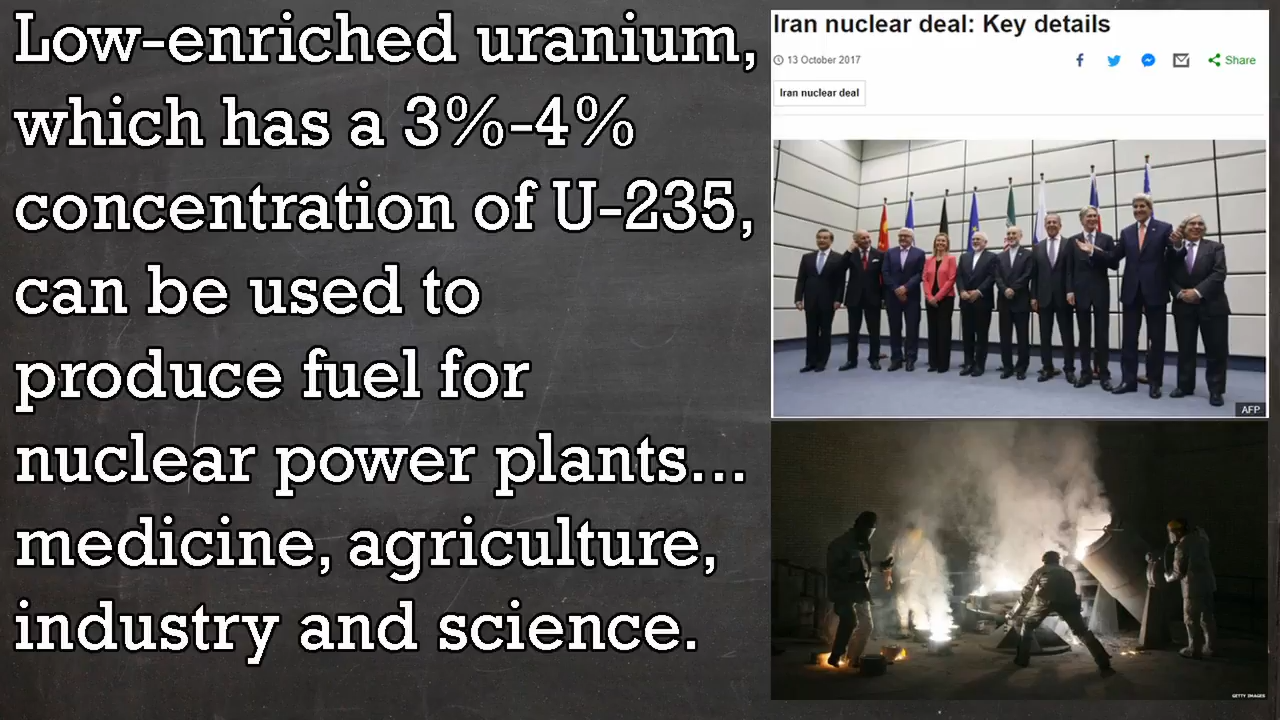 Low-enriched uranium,
which has a 3%-4%
concentration of U-235,
can be used to
produce fuel for
nuclear power plants...
medicine, agriculture,
industry and science.
Iran nuclear deal: Key details
13 October 2017
Share
Iran nuclear deal
AFP
GETTY IMAGES